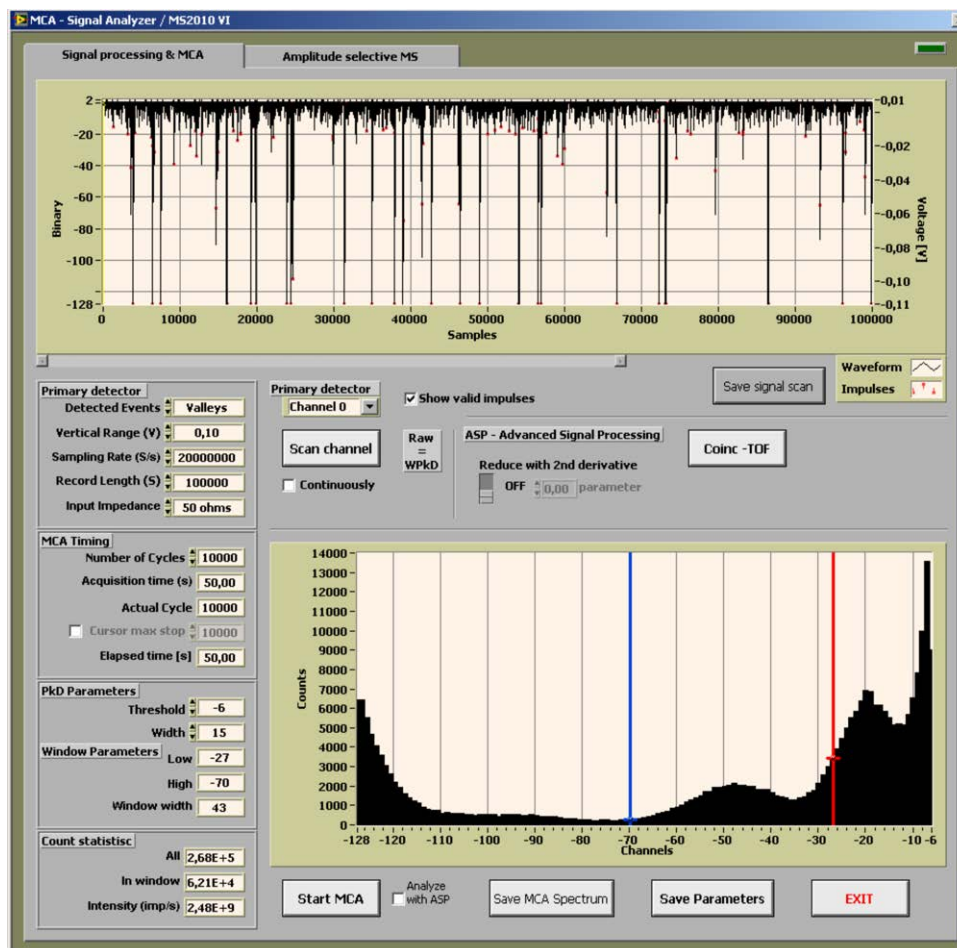 MCA - Signal Analyzer / MS2010 VI
Signal processing & MCA
Amplitude selective MS
2
-20
-40
-60
-80
-100
-128
Binary
-0,01
-0,02
-0,04
-0,06
-0,08
-0,10
-0,11
Voltage [V]
0 10000 20000 30000 40000 50000 60000 70000 80000 90000 100000
Samples
Waveform
Impulses
Save signal scan
Primary detector
Detected Events Valleys
Vertical Range (V) 0,10
Sampling Rate (S/s) 20000000
Record Length (S) 100000
Input Impedance 50 ohms
Primary detector
Channel 0
Show valid impulses
Scan channel
Continuously
Raw
=
WPkD
ASP - Advanced Signal Processing
Reduce with 2nd derivative
OFF 0,00 parameter
Coinc -TOF
MCA Timing
Number of Cycles 10000
Acquisition time (s) 50,00
Actual Cycle 10000
Cursor max stop 10000
Elapsed time [s] 50,00
PkD Parameters
Threshold -6
Width 15
Window Parameters
Low -27
High -70
Window width 43
Count statistisc
All 2,68E+5
In window 6,21E+4
Intensity (imp/s) 2,48E+9
14000
13000
12000
11000
10000
9000
8000
7000
6000
5000
4000
3000
2000
1000
0
Counts
-128 -120 -110 -100 -90 -80 -70 -60 -50 -40 -30 -20 -10 -6
Channels
Start MCA
Analyze
with ASP
Save MCA Spectrum
Save Parameters
EXIT